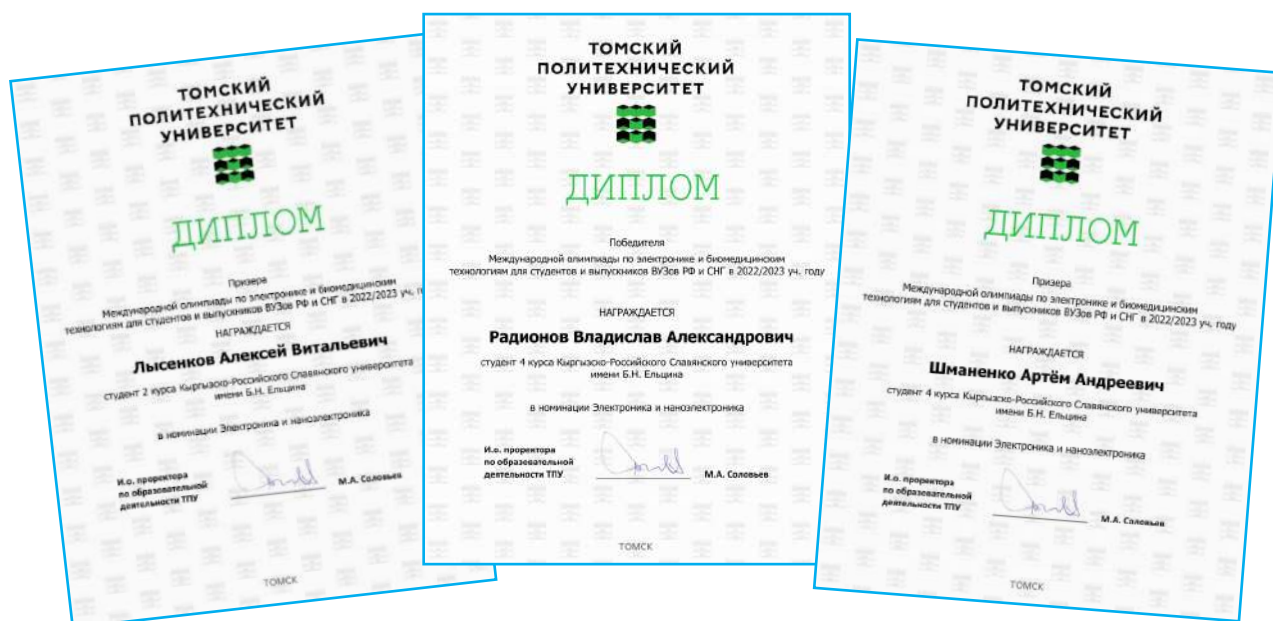 ТОМСКИЙ
ПОЛИТЕХНИЧЕСКИЙ
УНИВЕРСИТЕТ
ДИПЛОМ
Призера
Международной олимпиады по электронике и биомедицинским
технологиям для студентов и выпускников ВУЗов РФ и СНГ в 2022/2023 уч.
НАГРАЖДАЕТСЯ
Лысенков Алексей Витальевич
студент 2 курса Кыргызско-Российского Славянского университета
имени Б.Н. Ельцина
в номинации Электроника и наноэлектроника
И.о. проректора
по образовательной
деятельности ТПУ
М.А. Соловьев
ТОМСК
ТОМСКИЙ
ПОЛИТЕХНИЧЕСКИЙ
УНИВЕРСИТЕТ
ДИПЛОМ
Победителя
Международной олимпиады по электронике и биомедицинским
технологиям для студентов и выпускников ВУЗов РФ и СНГ в 2022/2023 уч. году
НАГРАЖДАЕТСЯ
Радионов Владислав Александрович
студент 4 курса Кыргызско-Российского Славянского университета
имени Б.Н. Ельцина
в номинации Электроника и наноэлектроника
И.о. проректора
по образовательной
деятельности ТПУ
М.А. Соловьев
ТОМСК
ТОМСКИЙ
ПОЛИТЕХНИЧЕСКИЙ
УНИВЕРСИТЕТ
ДИПЛОМ
Призера
Международной олимпиады по электронике и биомедицинским
технологиям для студентов и выпускников ВУЗов РФ и СНГ в 2022/2023 уч. году
НАГРАЖДАЕТСЯ
Шманенко Артём Андреевич
студент 4 курса Кыргызско-Российского Славянского университета
имени Б.Н. Ельцина
в номинации Электроника и наноэлектроника
И.о. проректора
по образовательной
деятельности ТПУ
М.А. Соловьев
ТОМСК